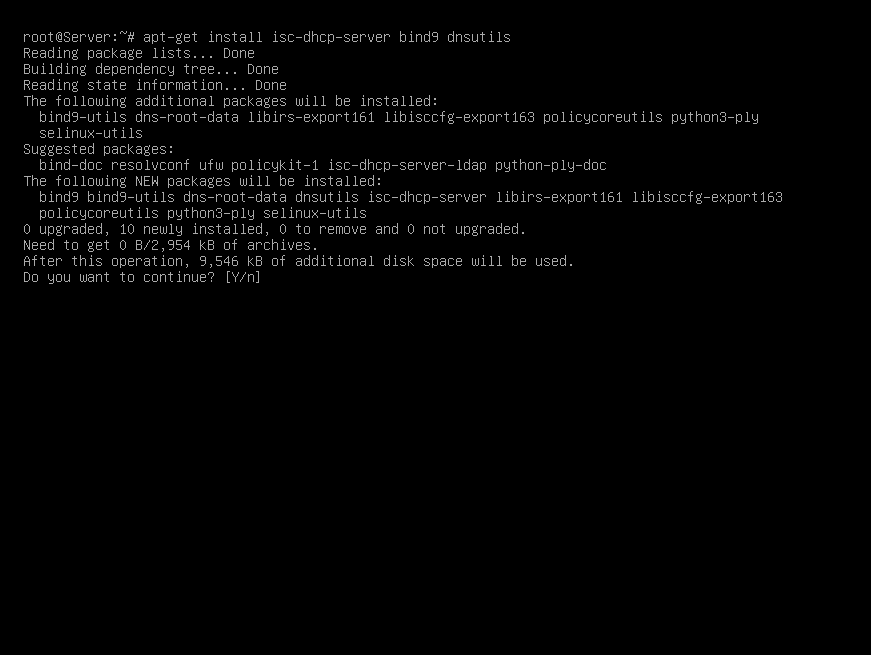 root@Server:~# apt-get install isc-dhcp-server bind9 dnsutils
Reading package lists... Done
Building dependency tree... Done
Reading state information... Done
The following additional packages will be installed:
  bind9-utils dns-root-data libirs-export161 libisccfg-export163 policycoreutils python3-ply
  selinux-utils
Suggested packages:
  bind-doc resolvconf ufw policykit-1 isc-dhcp-server-ldap python-ply-doc
The following NEW packages will be installed:
  bind9 bind9-utils dns-root-data dnsutils isc-dhcp-server libirs-export161 libisccfg-export163
  policycoreutils python3-ply selinux-utils
0 upgraded, 10 newly installed, 0 to remove and 0 not upgraded.
Need to get 0 B/2,954 kB of archives.
After this operation, 9,546 kB of additional disk space will be used.
Do you want to continue? [Y/n]